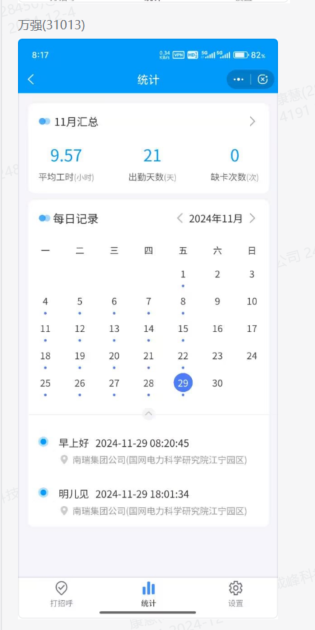 万强(31013)
8:17
82%
统计
11月汇总
9.57 21 0
平均工时(小时) 出勤天数(天) 缺卡次数(次)
每日记录 2024年11月
一 二 三 四 五 六 日
1 2 3
4 5 6 7 8 9 10
11 12 13 14 15 16 17
18 19 20 21 22 23 24
25 26 27 28 29 30
早上好 2024-11-29 08:20:45
南瑞集团公司(国网电力科学研究院江宁园区)
明儿见 2024-11-29 18:01:34
南瑞集团公司(国网电力科学研究院江宁园区)
打招呼 统计 设置